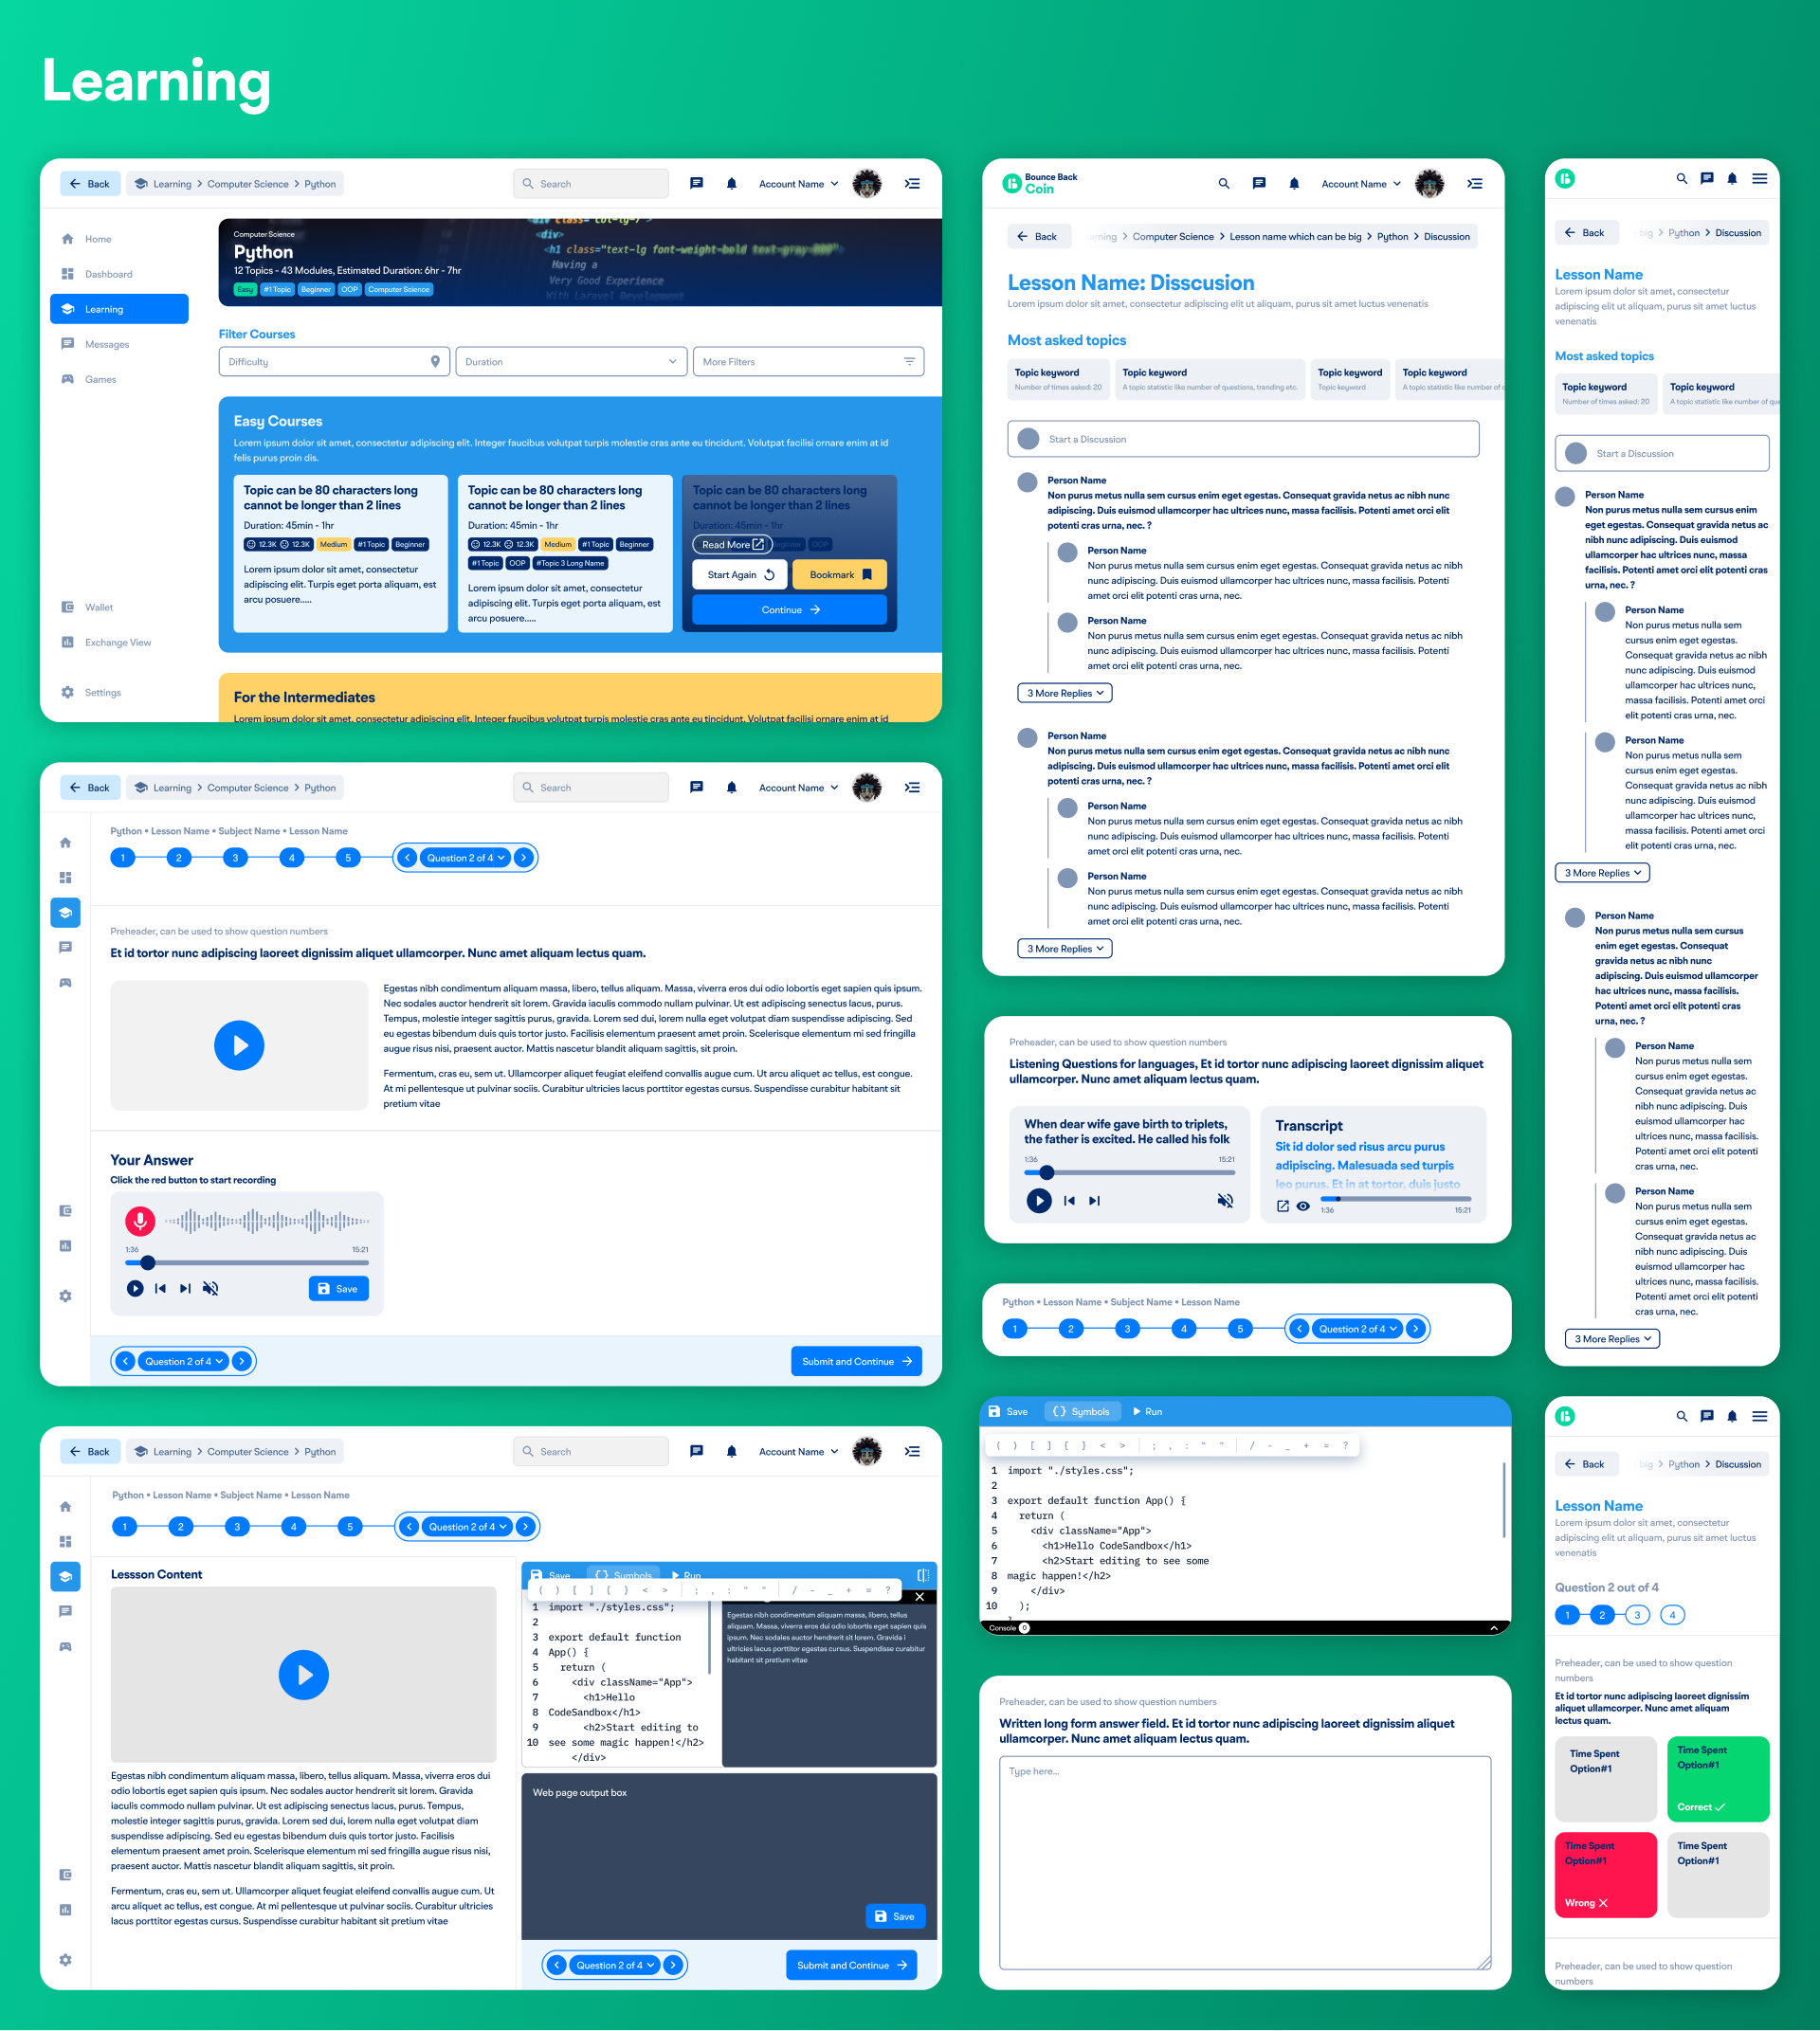 Learning
Back
Learning > Computer Science > Python
Search
Account Name
Home
Dashboard
Learning
Messages
Games
Wallet
Exchange View
Settings
<div class="col-lg-7">
<div>
<h1 class="text-lg font-weight-bold text-gray-800">
Having a
Very Good Experience
With Laravel Development
Computer Science
Python
12 Topics - 43 Modules, Estimated Duration: 6hr - 7hr
Easy #1 Topic Beginner OOP Computer Science
Filter Courses
Difficulty
Duration
More Filters
Easy Courses
Lorem ipsum dolor sit amet, consectetur adipiscing elit. Integer faucibus volutpat turpis molestie cras ante eu tincidunt. Volutpat facilisi ornare enim at id
felis purus proin dis.
Topic can be 80 characters long
cannot be longer than 2 lines
Duration: 45min - 1hr
12.3K 12.3K Medium #1 Topic Beginner
Lorem ipsum dolor sit amet, consectetur
adipiscing elit. Turpis eget porta aliquam, est
arcu posuere.....
Topic can be 80 characters long
cannot be longer than 2 lines
Duration: 45min - 1hr
12.3K 12.3K Medium #1 Topic Beginner
#1 Topic OOP #Topic 3 Long Name
Lorem ipsum dolor sit amet, consectetur
adipiscing elit. Turpis eget porta aliquam, est
arcu posuere.....
Topic can be 80 characters long
cannot be longer than 2 lines
Duration: 45min - 1hr
Read More
Beginner OOP
Start Again
Bookmark
Continue
For the Intermediates
Lorem ipsum dolor sit amet, consectetur adipiscing elit. Integer faucibus volutpat turpis molestie cras ante eu tincidunt. Volutpat facilisi ornare enim at id
Back
Learning > Computer Science > Python
Search
Account Name
Python • Lesson Name • Subject Name • Lesson Name
1 2 3 4 5 Question 2 of 4
Preheader, can be used to show question numbers
Et id tortor nunc adipiscing laoreet dignissim aliquet ullamcorper. Nunc amet aliquam lectus quam.
Egestas nibh condimentum aliquam massa, libero, tellus aliquam. Massa, viverra eros dui odio lobortis eget sapien quis ipsum.
Nec sodales auctor hendrerit sit lorem. Gravida iaculis commodo nullam pulvinar. Ut est adipiscing senectus lacus, purus.
Tempus, molestie integer sagittis purus, gravida. Lorem sed dui, lorem nulla eget volutpat diam suspendisse adipiscing. Sed
eu egestas bibendum duis quis tortor justo. Facilisis elementum praesent amet proin. Scelerisque elementum mi sed fringilla
augue risus nisi, praesent auctor. Mattis nascetur blandit aliquam sagittis, sit proin.
Fermentum, cras eu, sem ut. Ullamcorper aliquet feugiat eleifend convallis augue cum. Ut arcu aliquet ac tellus, est congue.
At mi pellentesque ut pulvinar sociis. Curabitur ultricies lacus porttitor egestas cursus. Suspendisse curabitur habitant sit
pretium vitae
Your Answer
Click the red button to start recording
1:36 15:21
Save
Question 2 of 4
Submit and Continue
Back
Learning > Computer Science > Python
Search
Account Name
Python • Lesson Name • Subject Name • Lesson Name
1 2 3 4 5 Question 2 of 4
Lessson Content
Egestas nibh condimentum aliquam massa, libero, tellus aliquam. Massa, viverra eros dui
odio lobortis eget sapien quis ipsum. Nec sodales auctor hendrerit sit lorem. Gravida
iaculis commodo nullam pulvinar. Ut est adipiscing senectus lacus, purus. Tempus,
molestie integer sagittis purus, gravida. Lorem sed dui, lorem nulla eget volutpat diam
suspendisse adipiscing. Sed eu egestas bibendum duis quis tortor justo. Facilisis
elementum praesent amet proin. Scelerisque elementum mi sed fringilla augue risus nisi,
praesent auctor. Mattis nascetur blandit aliquam sagittis, sit proin.
Fermentum, cras eu, sem ut. Ullamcorper aliquet feugiat eleifend convallis augue cum. Ut
arcu aliquet ac tellus, est congue. At mi pellentesque ut pulvinar sociis. Curabitur ultricies
lacus porttitor egestas cursus. Suspendisse curabitur habitant sit pretium vitae
Save {} Symbols Run
( ) [ ] { } < > ; , : " " / - _ + = ?
1 import "./styles.css";
2
3 export default function
4 App() {
5 return (
6 <div className="App">
7 <h1>Hello
8 CodeSandbox</h1>
9 <h2>Start editing to
10 see some magic happen!</h2>
</div>
Egestas nibh condimentum aliquam massa, libero, tellus
aliquam. Massa, viverra eros dui odio lobortis eget sapien quis
ipsum. Nec sodales auctor hendrerit sit lorem. Gravida i
ultricies lacus porttitor egestas cursus. Suspendisse curabitur
habitant sit pretium vitae
Web page output box
Save
Question 2 of 4
Submit and Continue
Bounce Back
Coin
Account Name
Back
arning > Computer Science > Lesson name which can be big > Python > Discussion
Lesson Name: Disscusion
Lorem ipsum dolor sit amet, consectetur adipiscing elit ut aliquam, purus sit amet luctus venenatis
Most asked topics
Topic keyword
Number of times asked: 20
Topic keyword
A topic statistic like number of questions, trending etc.
Topic keyword
Topic keyword
Topic keyword
A topic statistic like number of
Start a Discussion
Person Name
Non purus metus nulla sem cursus enim eget egestas. Consequat gravida netus ac nibh nunc
adipiscing. Duis euismod ullamcorper hac ultrices nunc, massa facilisis. Potenti amet orci elit
potenti cras urna, nec. ?
Person Name
Non purus metus nulla sem cursus enim eget egestas. Consequat gravida netus ac nibh
nunc adipiscing. Duis euismod ullamcorper hac ultrices nunc, massa facilisis. Potenti
amet orci elit potenti cras urna, nec.
Person Name
Non purus metus nulla sem cursus enim eget egestas. Consequat gravida netus ac nibh
nunc adipiscing. Duis euismod ullamcorper hac ultrices nunc, massa facilisis. Potenti
amet orci elit potenti cras urna, nec.
3 More Replies
Person Name
Non purus metus nulla sem cursus enim eget egestas. Consequat gravida netus ac nibh nunc
adipiscing. Duis euismod ullamcorper hac ultrices nunc, massa facilisis. Potenti amet orci elit
potenti cras urna, nec. ?
Person Name
Non purus metus nulla sem cursus enim eget egestas. Consequat gravida netus ac nibh
nunc adipiscing. Duis euismod ullamcorper hac ultrices nunc, massa facilisis. Potenti
amet orci elit potenti cras urna, nec.
Person Name
Non purus metus nulla sem cursus enim eget egestas. Consequat gravida netus ac nibh
nunc adipiscing. Duis euismod ullamcorper hac ultrices nunc, massa facilisis. Potenti
amet orci elit potenti cras urna, nec.
3 More Replies
Preheader, can be used to show question numbers
Listening Questions for languages, Et id tortor nunc adipiscing laoreet dignissim aliquet
ullamcorper. Nunc amet aliquam lectus quam.
When dear wife gave birth to triplets,
the father is excited. He called his folk
1:36 15:21
Transcript
Sit id dolor sed risus arcu purus
adipiscing. Malesuada sed turpis
leo purus. Et in at tortor, duis justo
1:36 15:21
Python • Lesson Name • Subject Name • Lesson Name
1 2 3 4 5 Question 2 of 4
Save {} Symbols Run
( ) [ ] { } < > ; , : " " / - _ + = ?
1 import "./styles.css";
2
3 export default function App() {
4 return (
5 <div className="App">
6 <h1>Hello CodeSandbox</h1>
7 <h2>Start editing to see some
8 magic happen!</h2>
9 </div>
10 );
Console 0
Preheader, can be used to show question numbers
Written long form answer field. Et id tortor nunc adipiscing laoreet dignissim aliquet
ullamcorper. Nunc amet aliquam lectus quam.
Type here...
Back
big > Python > Discussion
Lesson Name
Lorem ipsum dolor sit amet, consectetur
adipiscing elit ut aliquam, purus sit amet luctus
venenatis
Most asked topics
Topic keyword
Number of times asked: 20
Topic keyword
A topic statistic like number of que
Start a Discussion
Person Name
Non purus metus nulla sem cursus enim
eget egestas. Consequat gravida netus ac
nibh nunc adipiscing. Duis euismod
ullamcorper hac ultrices nunc, massa
facilisis. Potenti amet orci elit potenti cras
urna, nec. ?
Person Name
Non purus metus nulla sem
cursus enim eget egestas.
Consequat gravida netus ac nibh
nunc adipiscing. Duis euismod
ullamcorper hac ultrices nunc,
massa facilisis. Potenti amet orci
elit potenti cras urna, nec.
Person Name
Non purus metus nulla sem
cursus enim eget egestas.
Consequat gravida netus ac nibh
nunc adipiscing. Duis euismod
ullamcorper hac ultrices nunc,
massa facilisis. Potenti amet orci
elit potenti cras urna, nec.
3 More Replies
Person Name
Non purus metus nulla sem cursus
enim eget egestas. Consequat
gravida netus ac nibh nunc
adipiscing. Duis euismod ullamcorper
hac ultrices nunc, massa facilisis.
Potenti amet orci elit potenti cras
urna, nec. ?
Person Name
Non purus metus nulla sem
cursus enim eget egestas.
Consequat gravida netus ac
nibh nunc adipiscing. Duis
euismod ullamcorper hac
ultrices nunc, massa facilisis.
Potenti amet orci elit potenti
cras urna, nec.
Person Name
Non purus metus nulla sem
cursus enim eget egestas.
Consequat gravida netus ac
nibh nunc adipiscing. Duis
euismod ullamcorper hac
ultrices nunc, massa facilisis.
Potenti amet orci elit potenti
cras urna, nec.
3 More Replies
Back
big > Python > Discussion
Lesson Name
Lorem ipsum dolor sit amet, consectetur
adipiscing elit ut aliquam, purus sit amet luctus
venenatis
Question 2 out of 4
1 2 3 4
Preheader, can be used to show question
numbers
Et id tortor nunc adipiscing laoreet dignissim
aliquet ullamcorper. Nunc amet aliquam
lectus quam.
Time Spent
Option#1
Time Spent
Option#1
Correct
Time Spent
Option#1
Wrong
Time Spent
Option#1
Preheader, can be used to show question
numbers